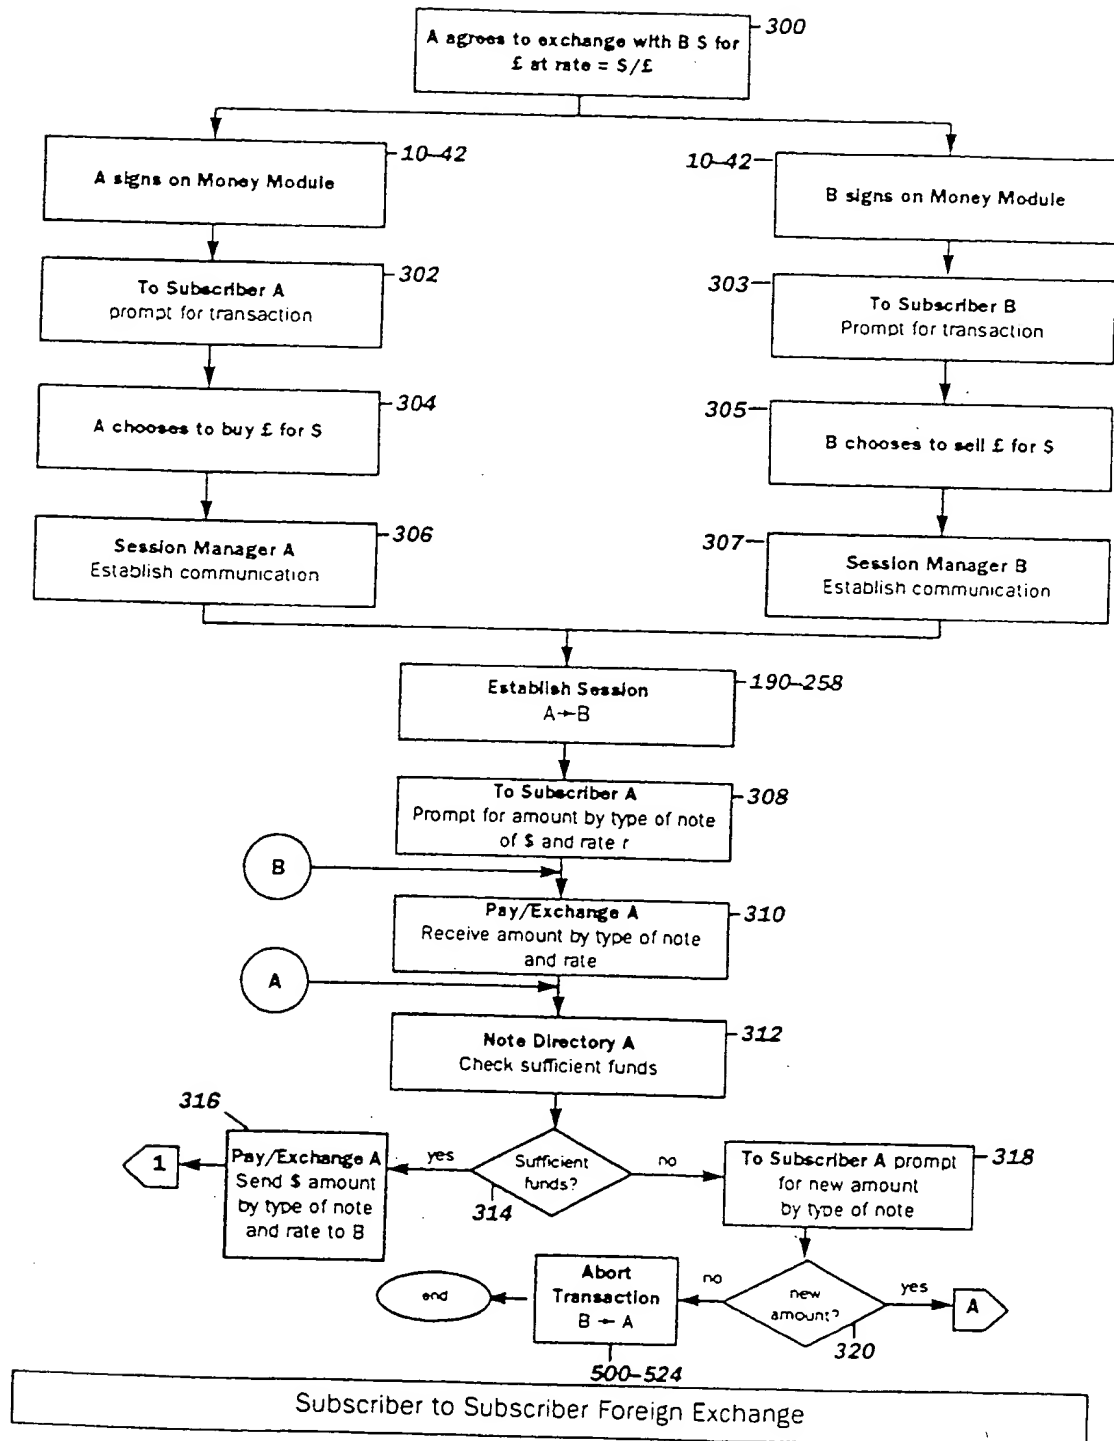 A agrees to exchange with B $ for
£ at rate = $/£
300
A signs on Money Module
10-42
10-42
B signs on Money Module
To Subscriber A
prompt for transaction
302
303
To Subscriber B
Prompt for transaction
A chooses to buy £ for $
304
305
B chooses to sell £ for $
Session Manager A
Establish communication
306
307
Session Manager B
Establish communication
Establish Session
A→B
190-258
To Subscriber A
Prompt for amount by type of note
of $ and rate r
308
B
Pay/Exchange A
Receive amount by type of note
and rate
310
A
Note Directory A
Check sufficient funds
312
316
1
Pay/Exchange A
Send $ amount
by type of note
and rate to B
yes
Sufficient
funds?
314
no
To Subscriber A prompt
for new amount
by type of note
318
end
Abort
Transaction
B←A
500-524
no
new
amount?
320
yes
A
Subscriber to Subscriber Foreign Exchange